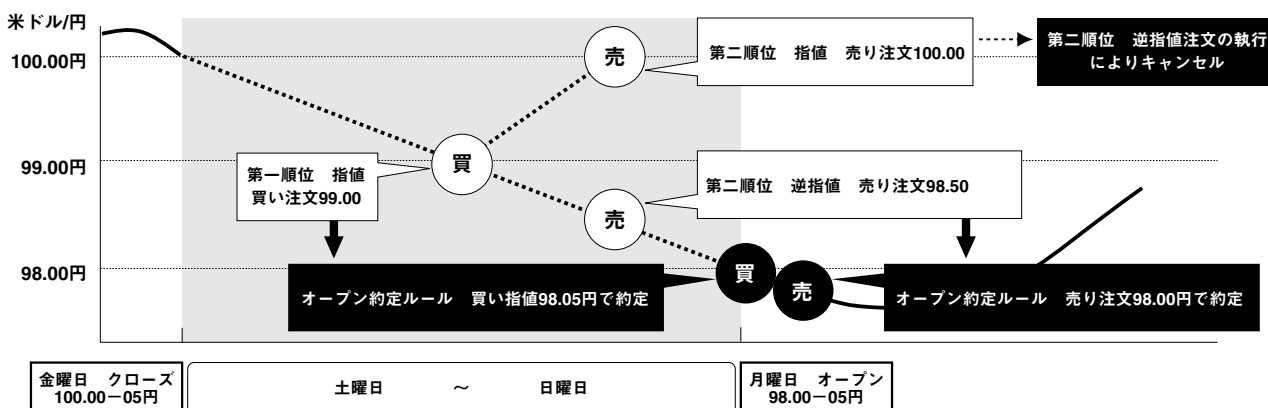 米ドル/円
100.00円
99.00円
98.00円
売
第二順位 指値 売り注文100.00
第二順位 逆指値注文の執行
によりキャンセル
買
第一順位 指値
買い注文99.00
売
第二順位 逆指値 売り注文98.50
買
売
オープン約定ルール 買い指値98.05円で約定
オープン約定ルール 売り注文98.00円で約定
金曜日 クローズ
100.00−05円
土曜日 ～ 日曜日
月曜日 オープン
98.00−05円